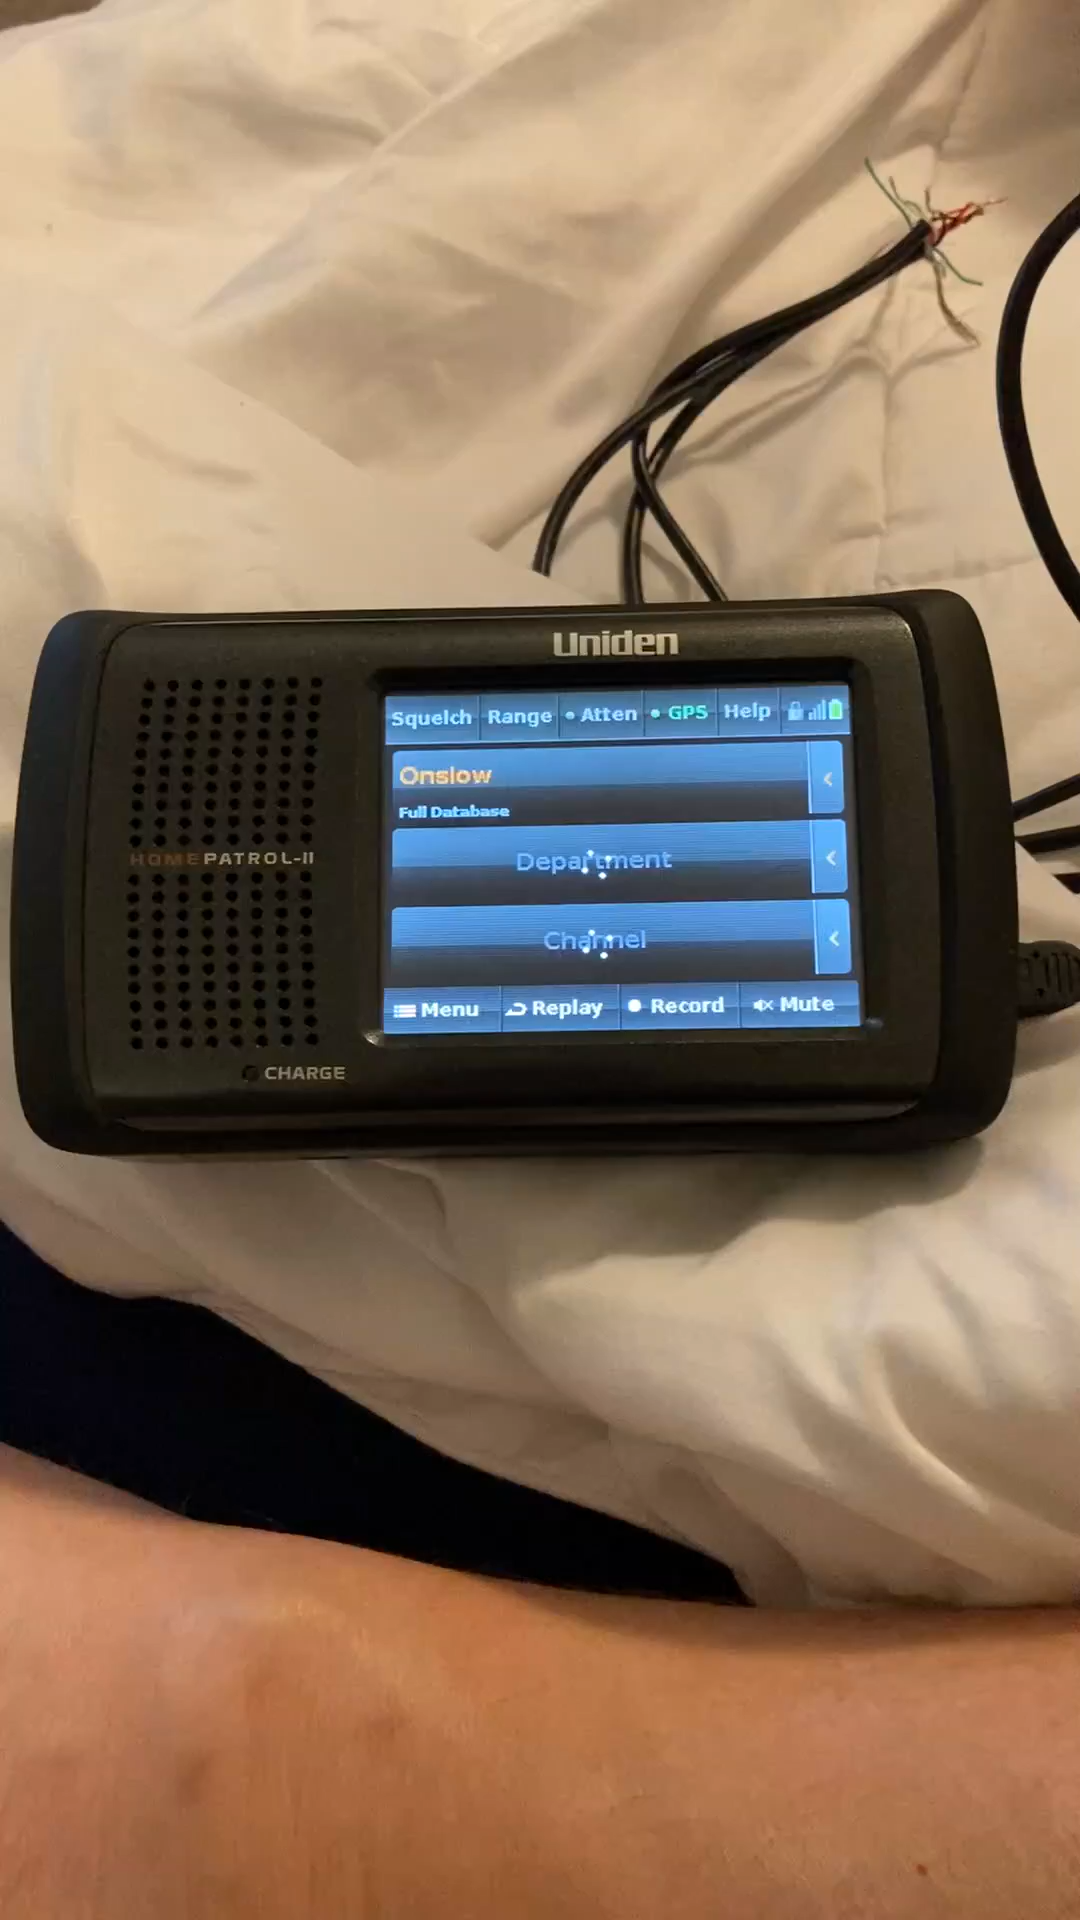 Uniden
Squelch Range Atten GPS Help
Onslow
Full Database
Department
HOMEPATROL-II
Channel
Menu Replay Record Mute
CHARGE